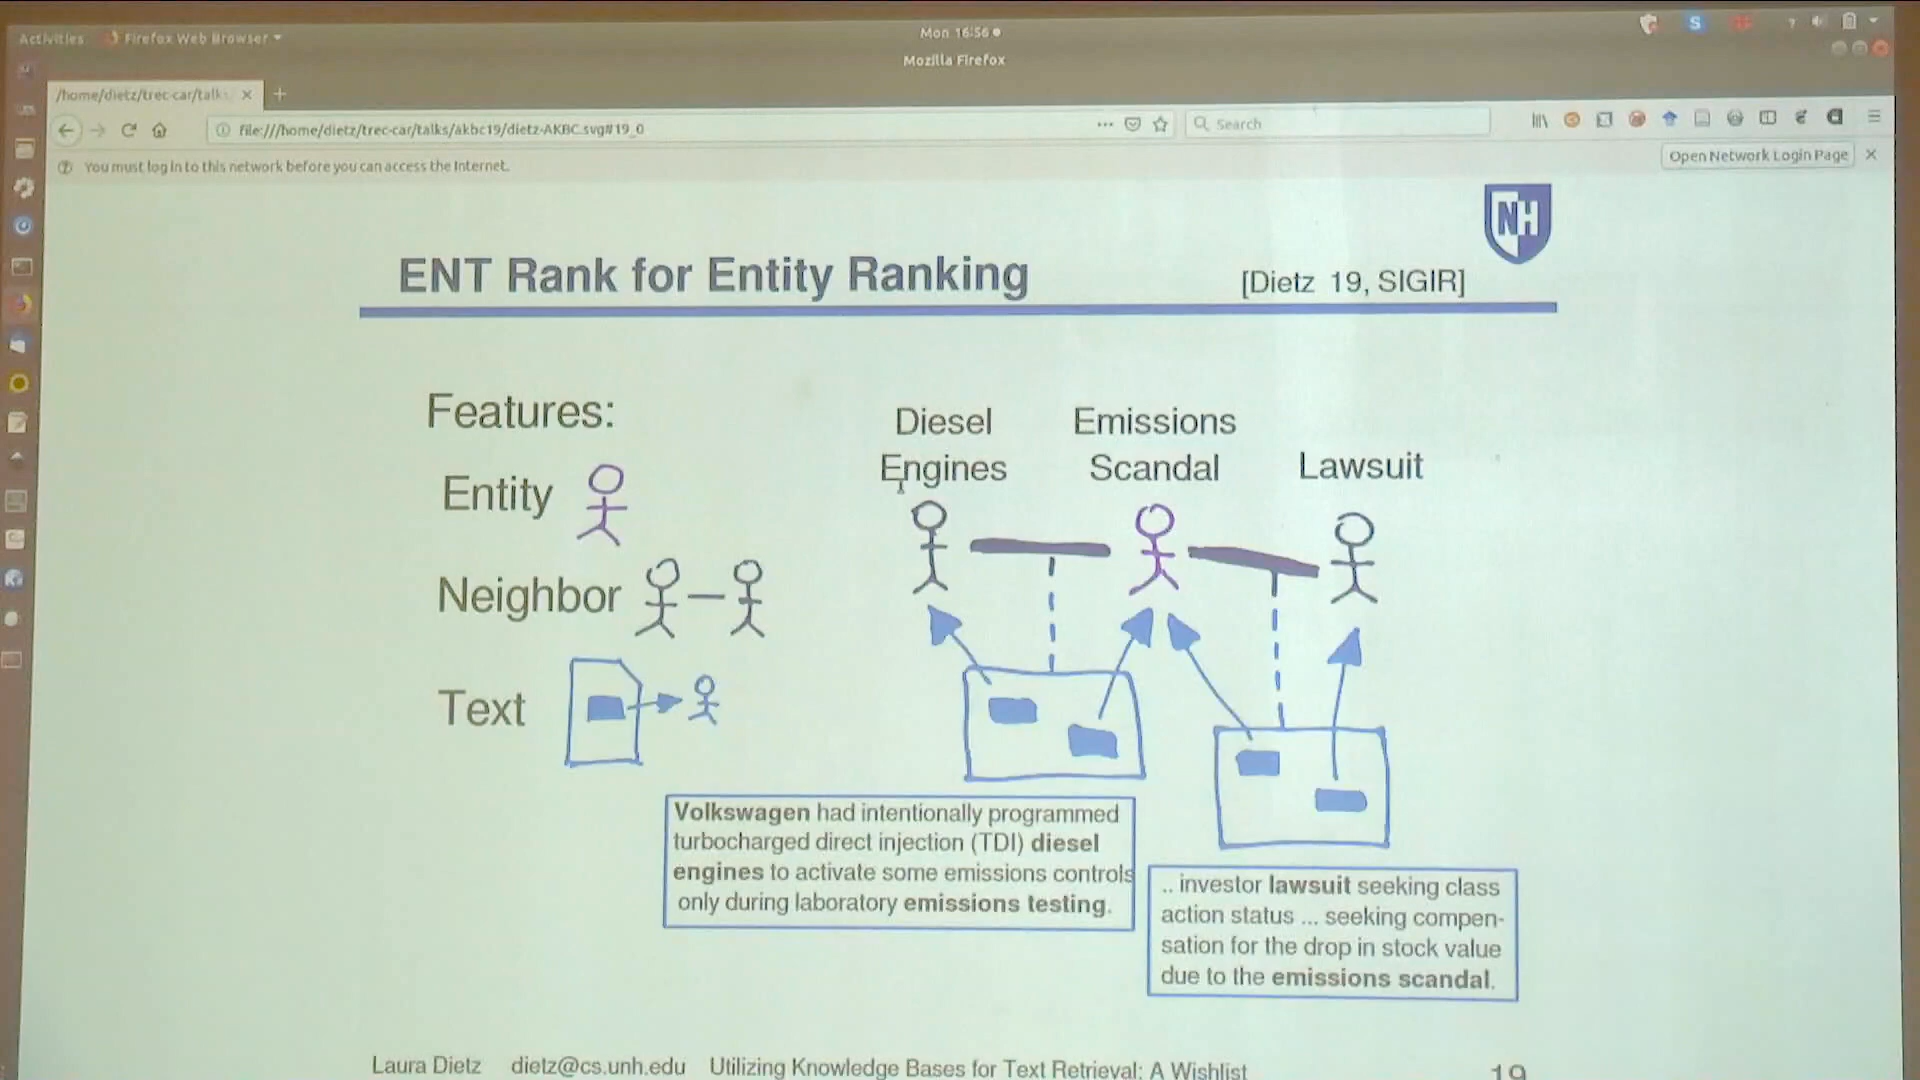 Activities Firefox Web Browser
Mon 16:56
Mozilla Firefox
/home/dietz/trec-car/talks
file:///home/dietz/trec-car/talks/akbc19/dietz-AKBC.svg#19_0
Search
You must log in to this network before you can access the Internet.
Open Network Login Page
NH
ENT Rank for Entity Ranking
[Dietz 19, SIGIR]
Features:
Entity
Neighbor
Text
Diesel
Engines
Emissions
Scandal
Lawsuit
Volkswagen had intentionally programmed
turbocharged direct injection (TDI) diesel
engines to activate some emissions controls
only during laboratory emissions testing.
.. investor lawsuit seeking class
action status ... seeking compen-
sation for the drop in stock value
due to the emissions scandal.
Laura Dietz dietz@cs.unh.edu Utilizing Knowledge Bases for Text Retrieval: A Wishlist
19